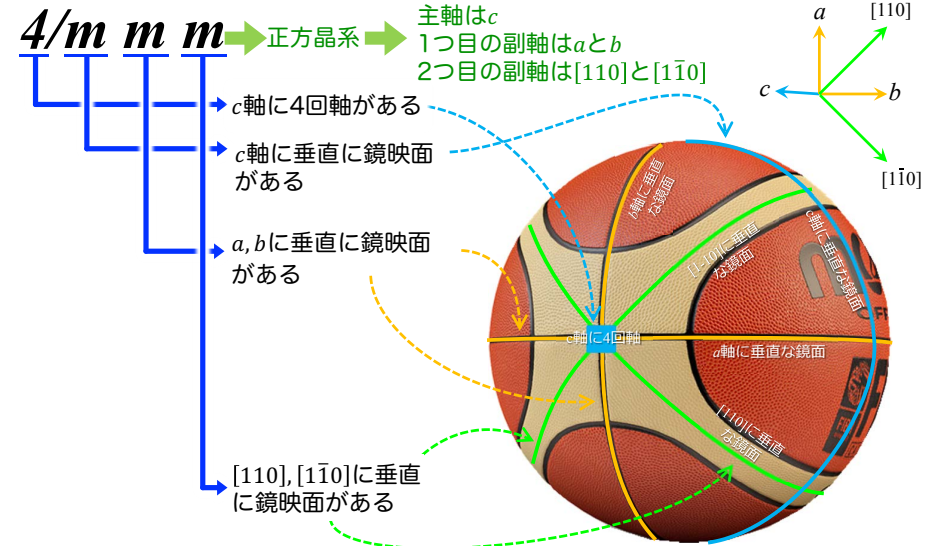 4/m m m
正方晶系
主軸はc
1つ目の副軸はaとb
2つ目の副軸は[110]と[11̄0]
a
[110]
c
b
[11̄0]
c軸に4回軸がある
c軸に垂直に鏡映面
がある
a, bに垂直に鏡映面
がある
[110], [11̄0]に垂直
に鏡映面がある
b軸に垂直
な鏡面
[1-10]に垂直
な鏡面
c軸に垂直な鏡面
c軸に4回軸
a軸に垂直な鏡面
[110]に垂直
な鏡面